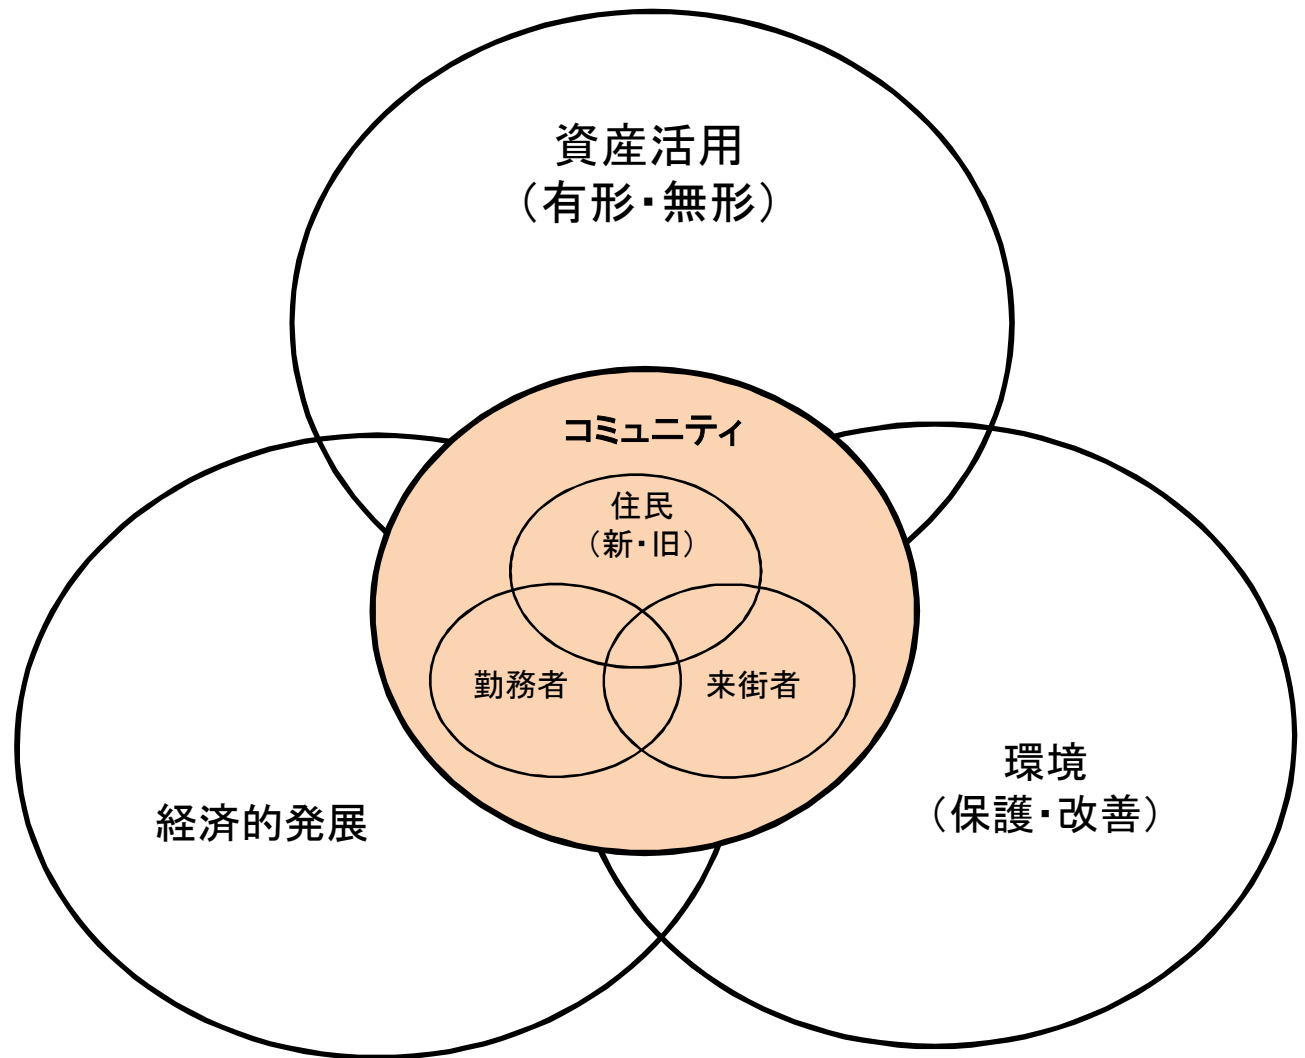 資産活用
（有形・無形）
コミュニティ
住民
（新・旧）
勤務者
来街者
経済的発展
環境
（保護・改善）